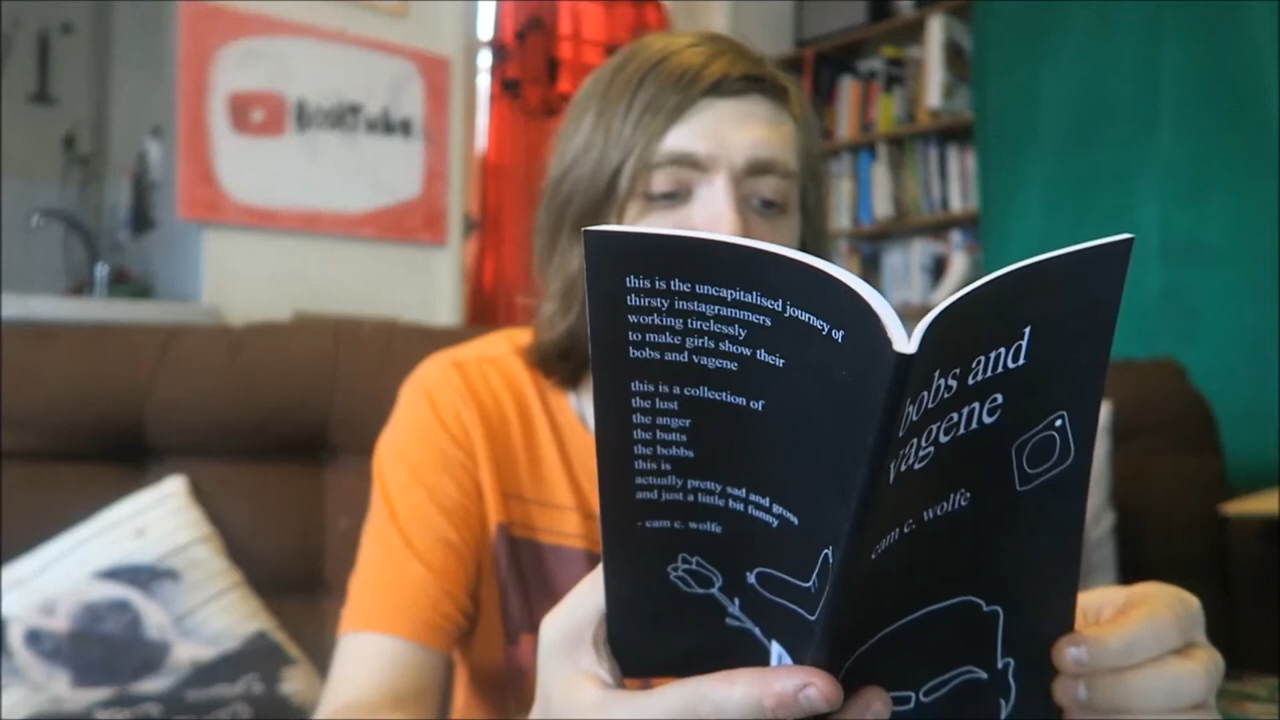 BookTube
this is the uncapitalised journey of
thirsty instagrammers
working tirelessly
to make girls show their
bobs and vagene
this is a collection of
the lust
the anger
the butts
the bobbs
this is
actually pretty sad and gross
and just a little bit funny
- cam c. wolfe
bobs and
vagene
cam c. wolfe